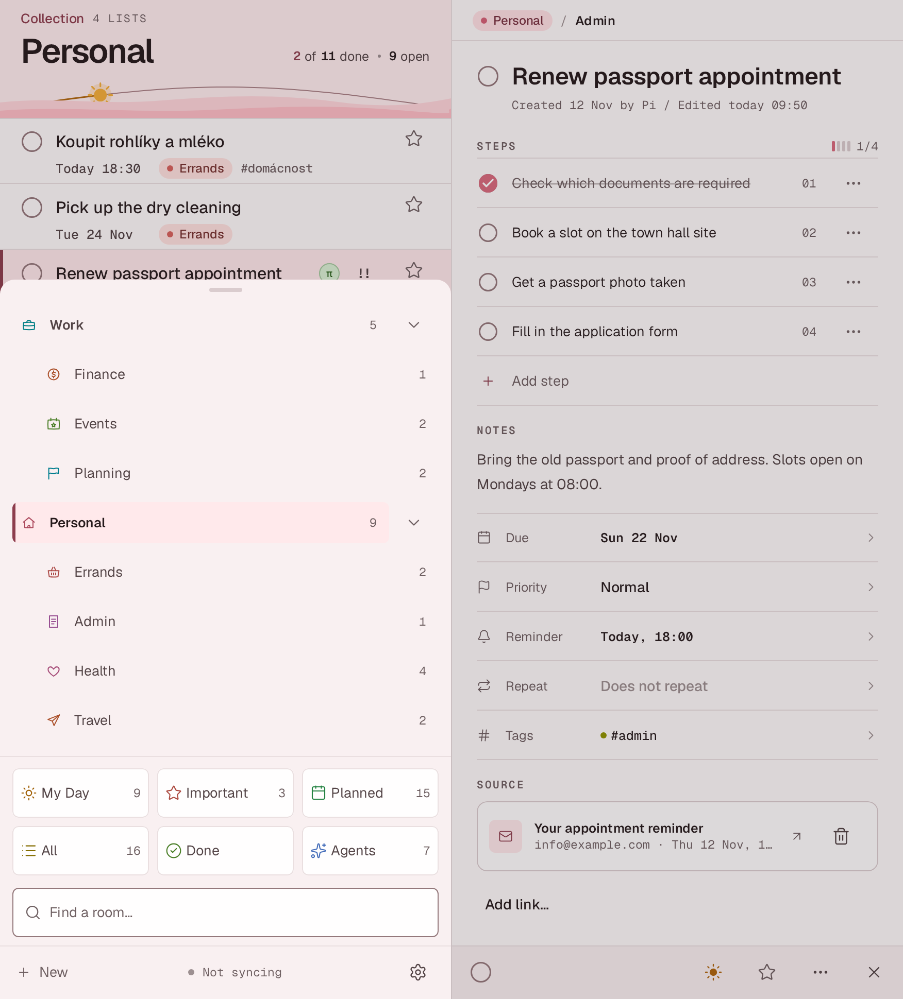 Collection 4 LISTS
Personal
2 of 11 done • 9 open
Koupit rohlíky a mléko
Today 18:30 Errands #domácnost
Pick up the dry cleaning
Tue 24 Nov Errands
Renew passport appointment π !!
Work 5
Finance 1
Events 2
Planning 2
Personal 9
Errands 2
Admin 1
Health 4
Travel 2
My Day 9
Important 3
Planned 15
All 16
Done
Agents 7
Find a room…
+ New
Not syncing
Personal / Admin
Renew passport appointment
Created 12 Nov by Pi / Edited today 09:50
STEPS 1/4
Check which documents are required 01
Book a slot on the town hall site 02
Get a passport photo taken 03
Fill in the application form 04
+ Add step
NOTES
Bring the old passport and proof of address. Slots open on
Mondays at 08:00.
Due Sun 22 Nov
Priority Normal
Reminder Today, 18:00
Repeat Does not repeat
Tags #admin
SOURCE
Your appointment reminder
info@example.com · Thu 12 Nov, 1…
Add link…